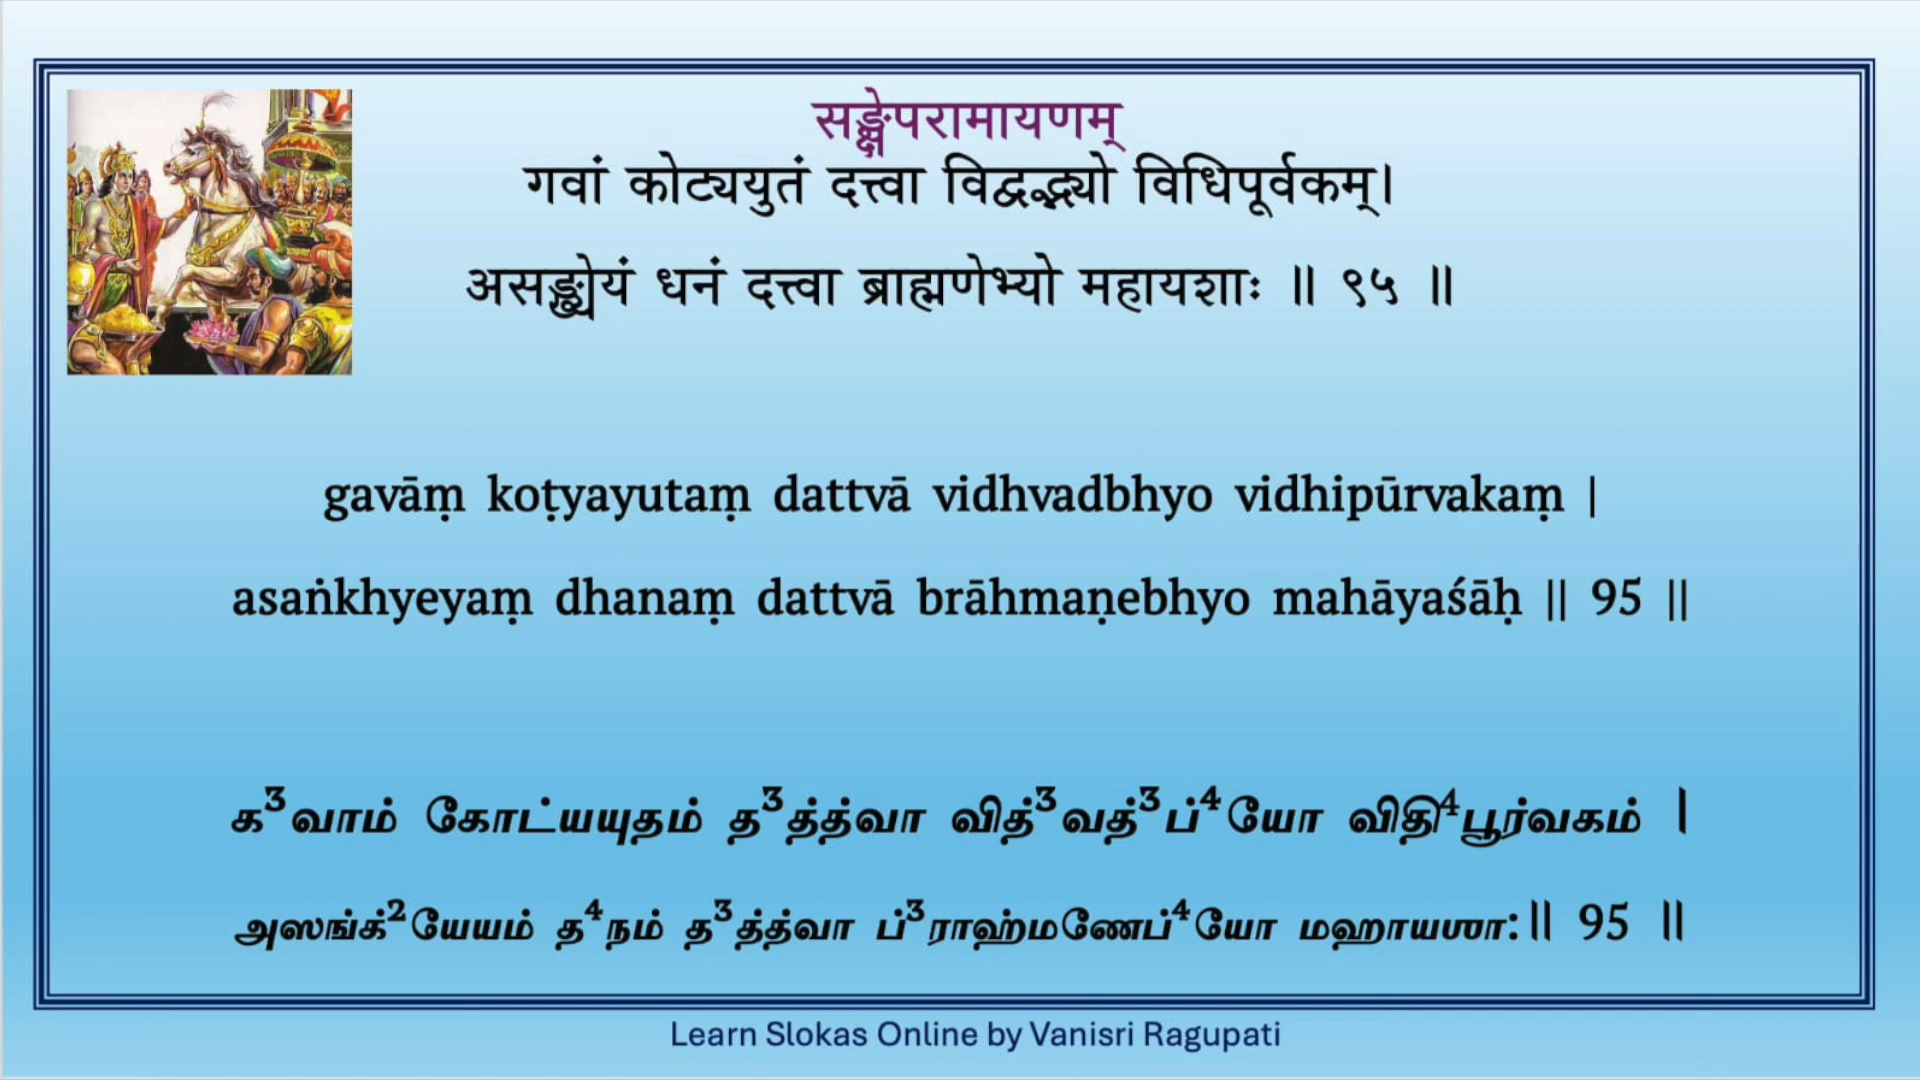 सङ्क्षेपरामायणम्
गवां कोट्ययुतं दत्त्वा विद्वद्भ्यो विधिपूर्वकम्।
असङ्ख्येयं धनं दत्त्वा ब्राह्मणेभ्यो महायशाः ॥ ९५ ॥
gavāṃ koṭyayutaṃ dattvā vidhvadbhyo vidhipūrvakaṃ |
asaṅkhyeyaṃ dhanaṃ dattvā brāhmaṇebhyo mahāyaśāḥ || 95 ||
க³வாம் கோட்யயுதம் த³த்த்வா வித்³வத்³ப்⁴யோ விதி⁴பூர்வகம் |
அஸங்க்²யேயம் த⁴நம் த³த்த்வா ப்³ராஹ்மணேப்⁴யோ மஹாயஶா:|| 95 ||
Learn Slokas Online by Vanisri Ragupati